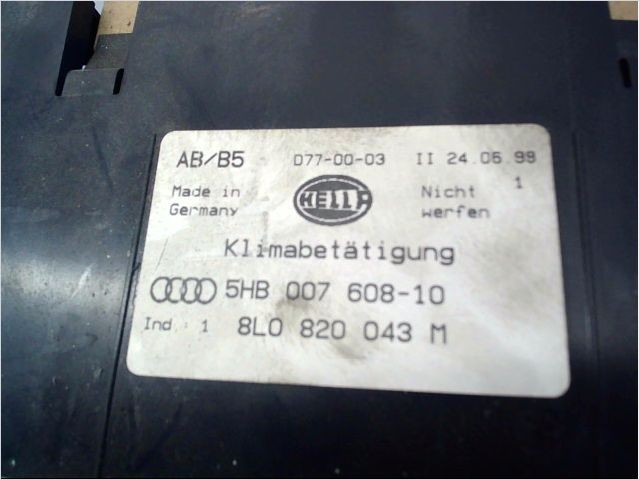 AB/B5 D77-00-03 II 24.06.99
Made in Germany
HELLA
Nicht werfen 1
Klimabetätigung
5HB 007 608-10
Ind : 1 8L0 820 043 M